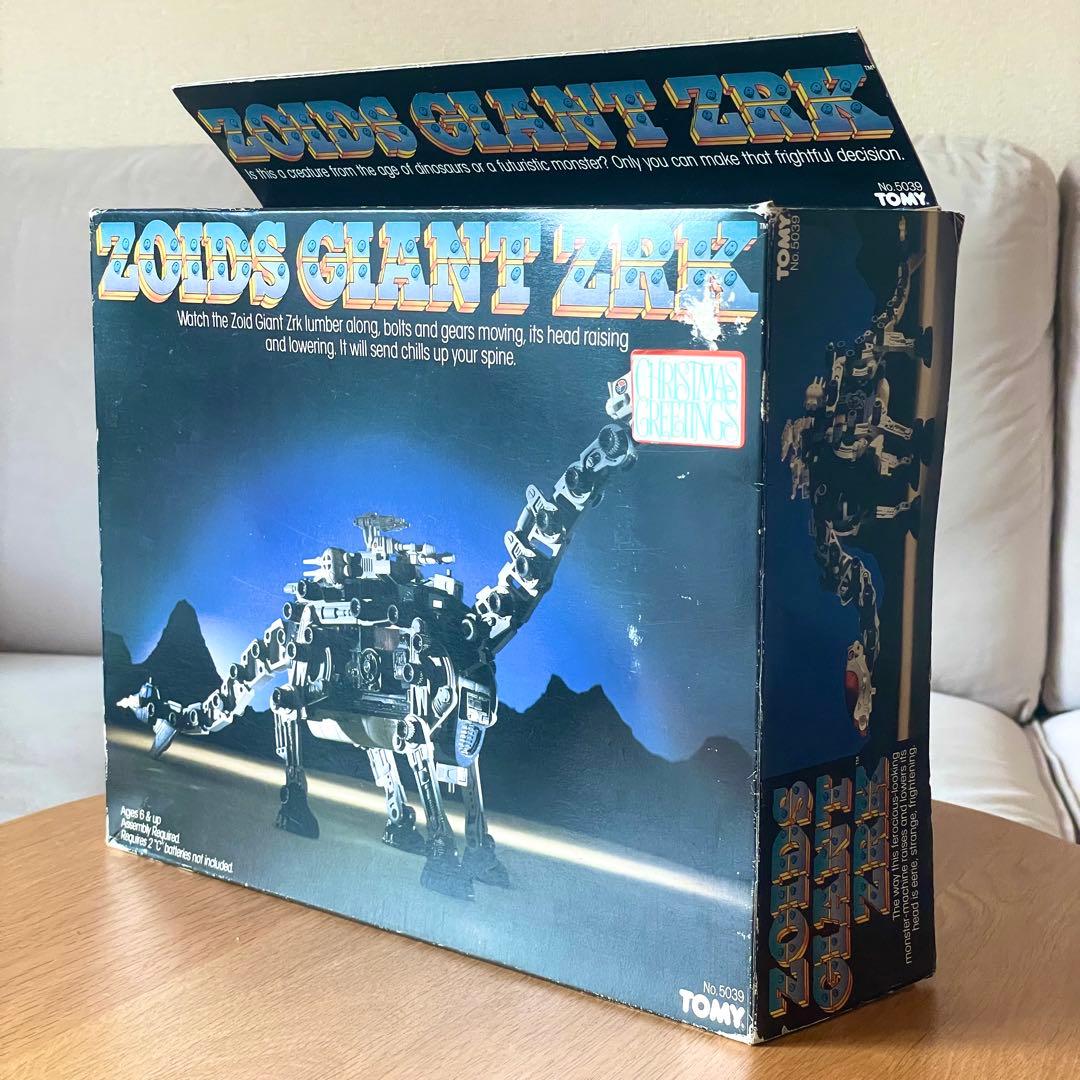 ZOIDS GIANT ZRK™
Is this a creature from the age of dinosaurs or a futuristic monster? Only you can make that frightful decision.
No. 5039
TOMY
ZOIDS GIANT ZRK™
Watch the Zoid Giant Zrk lumber along, bolts and gears moving, its head raising
and lowering. It will send chills up your spine.
CHRISTMAS
GREETINGS
Ages 6 & up
Assembly Required
Requires 2 "C" batteries not included.
No. 5039
TOMY
TOMY
No. 5039
ZOIDS
GIANT
ZRK™
The way this ferocious-looking
monster-machine raises and lowers its
head is eerie, strange, frightening.